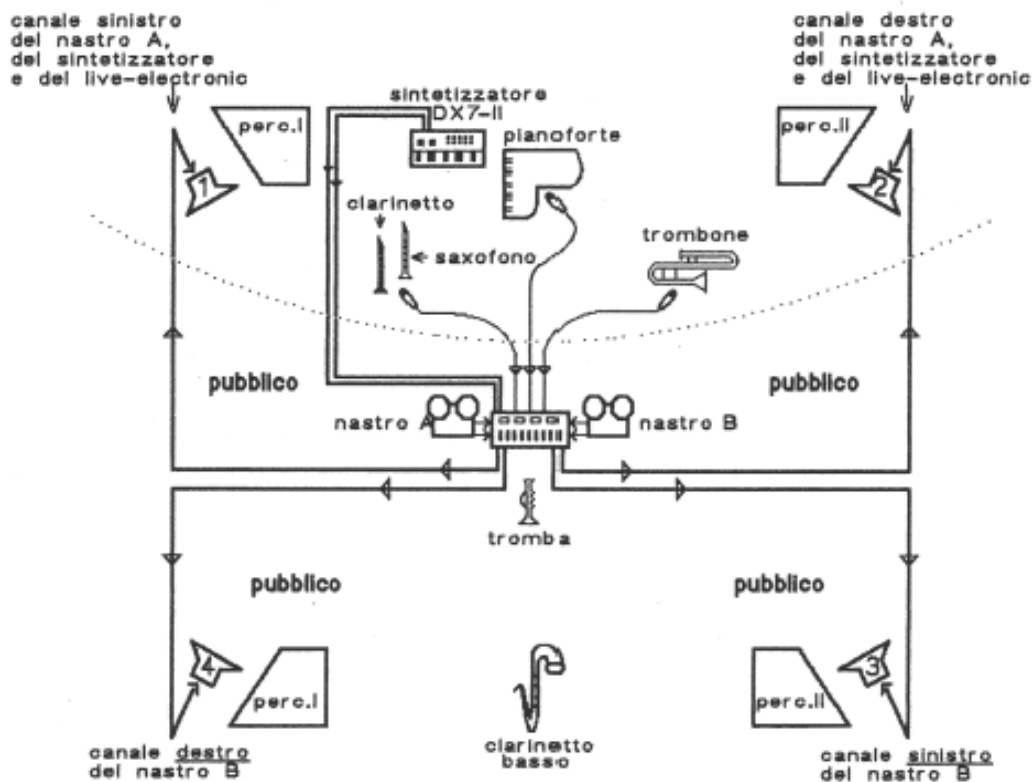 canale sinistro
del nastro A,
del sintetizzatore
e del live-electronic
canale destro
del nastro A,
del sintetizzatore
e del live-electronic
sintetizzatore
DX7-II
perc.I
perc.II
pianoforte
1
2
clarinetto
saxofono
trombone
pubblico
pubblico
nastro A
nastro B
tromba
pubblico
pubblico
4
3
perc.I
perc.II
clarinetto
basso
canale destro
del nastro B
canale sinistro
del nastro B